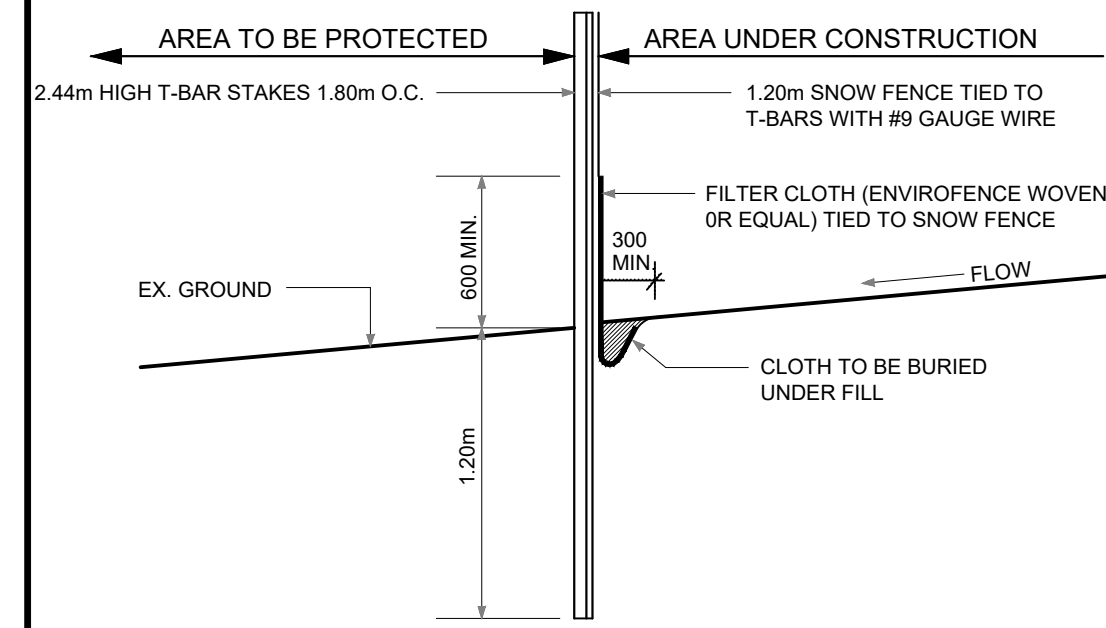 AREA TO BE PROTECTED
AREA UNDER CONSTRUCTION
2.44m HIGH T-BAR STAKES 1.80m O.C.
1.20m SNOW FENCE TIED TO
T-BARS WITH #9 GAUGE WIRE
FILTER CLOTH (ENVIROFENCE WOVEN
0R EQUAL) TIED TO SNOW FENCE
600 MIN.
300
MIN.
FLOW
EX. GROUND
CLOTH TO BE BURIED
UNDER FILL
1.20m